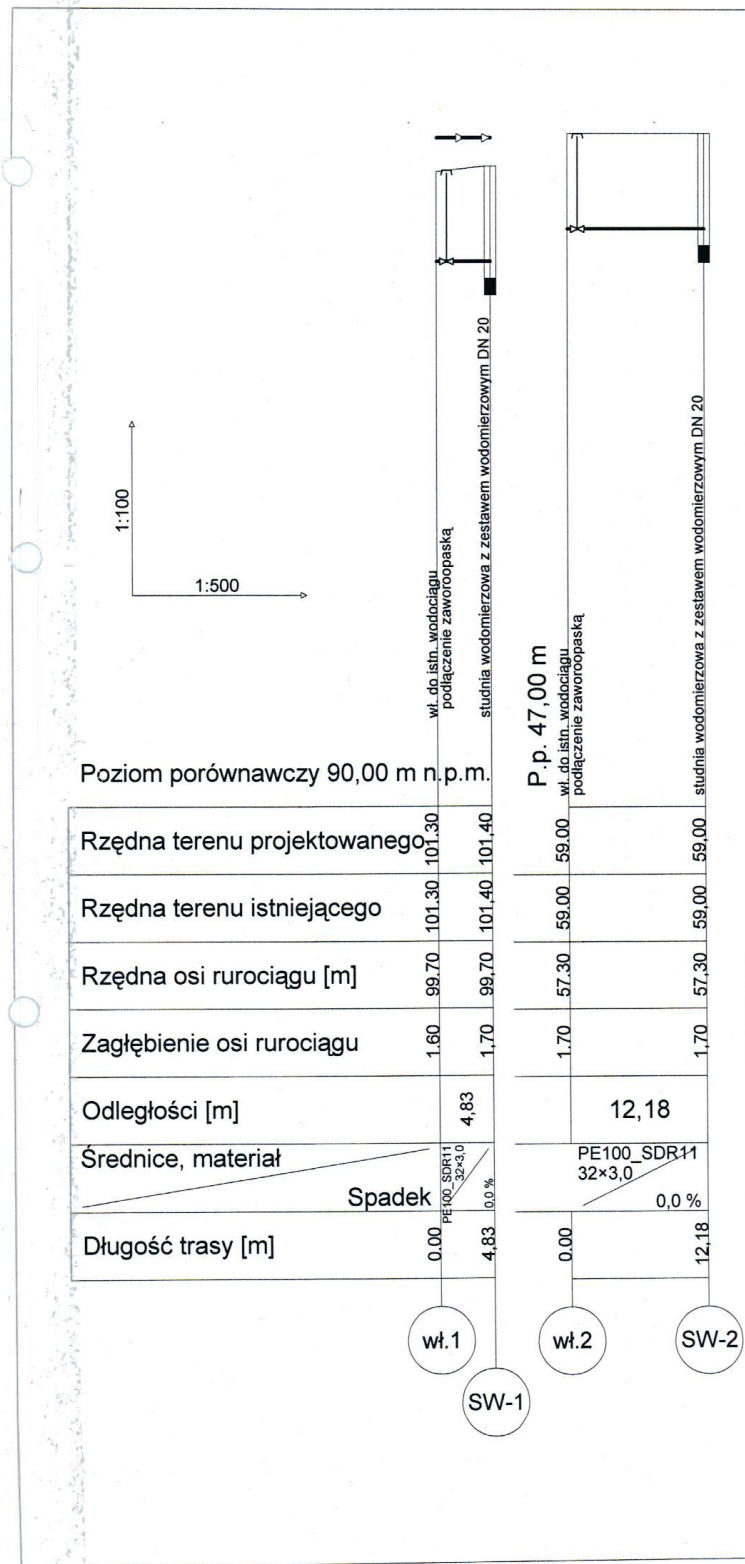 1:100
1:500
wł. do istn. wodociągu
podłączenie zaworoopaską
studnia wodomierzowa z zestawem wodomierzowym DN 20
P.p. 47,00 m
wł. do istn. wodociągu
podłączenie zaworoopaską
studnia wodomierzowa z zestawem wodomierzowym DN 20
Poziom porównawczy 90,00 m n.p.m.
Rzędna terenu projektowanego 101.30 101,40 59.00 59,00
Rzędna terenu istniejącego 101.30 101,40 59.00 59,00
Rzędna osi rurociągu [m] 99.70 99,70 57.30 57,30
Zagłębienie osi rurociągu 1.60 1,70 1.70 1,70
Odległości [m] 4,83 12,18
Średnice, materiał PE100_SDR11 32×3,0 PE100_SDR11
32×3,0
Spadek 0,0 % 0,0 %
Długość trasy [m] 0.00 4,83 0.00 12,18
wł.1 wł.2 SW-2
SW-1